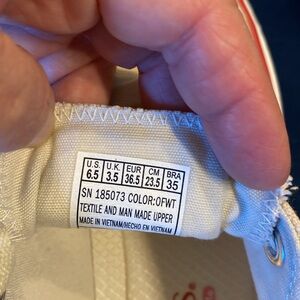 U.S. U.K EUR CM BRA
6.5 3.5 36.5 23.5 35
SN 185073 COLOR:OFWT
TEXTILE AND MAN MADE UPPER
MADE IN VIETNAM/HECHO EN VIETNAM